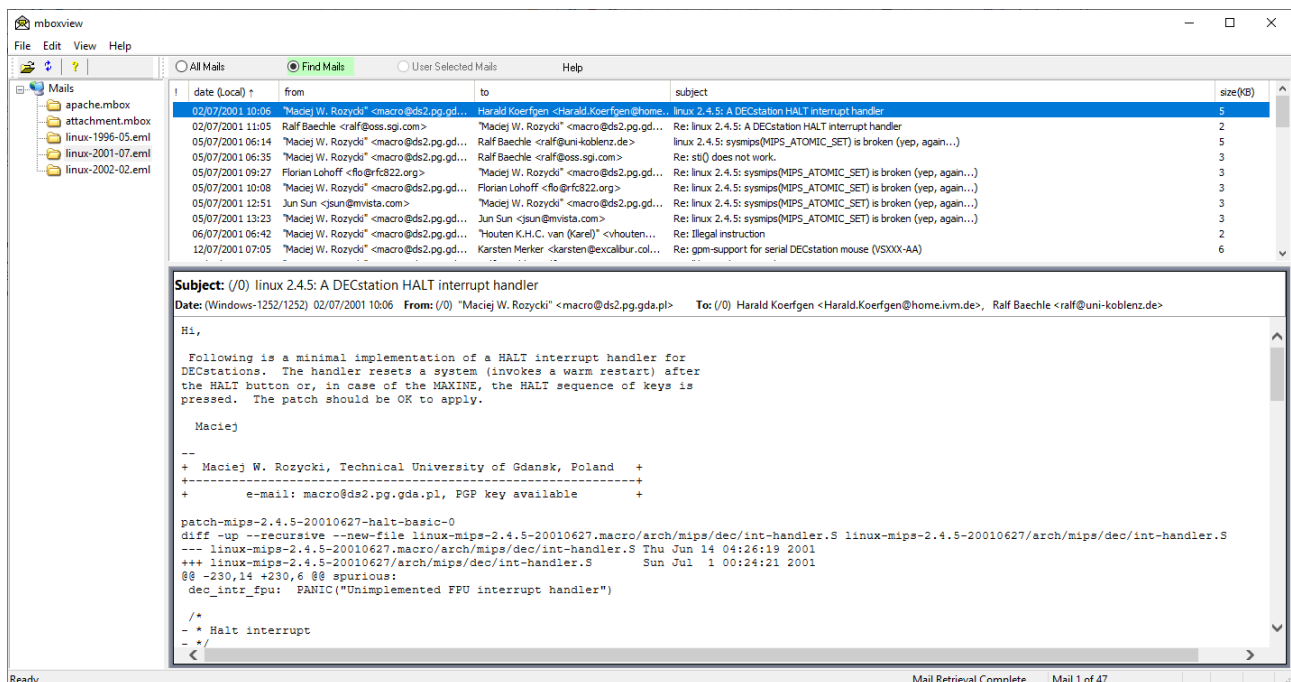 mboxview
File Edit View Help
All Mails Find Mails User Selected Mails Help
Mails
apache.mbox
attachment.mbox
linux-1996-05.eml
linux-2001-07.eml
linux-2002-02.eml
! date (Local) ↑ from to subject size(KB)
02/07/2001 10:06 "Maciej W. Rozycki" <macro@ds2.pg.gd... Harald Koerfgen <Harald.Koerfgen@home... linux 2.4.5: A DECstation HALT interrupt handler 5
02/07/2001 11:05 Ralf Baechle <ralf@oss.sgi.com> "Maciej W. Rozycki" <macro@ds2.pg.gd... Re: linux 2.4.5: A DECstation HALT interrupt handler 2
05/07/2001 06:14 "Maciej W. Rozycki" <macro@ds2.pg.gd... Ralf Baechle <ralf@uni-koblenz.de> linux 2.4.5: sysmips(MIPS_ATOMIC_SET) is broken (yep, again...) 5
05/07/2001 06:35 "Maciej W. Rozycki" <macro@ds2.pg.gd... Ralf Baechle <ralf@oss.sgi.com> Re: sti() does not work. 3
05/07/2001 09:27 Florian Lohoff <flo@rfc822.org> "Maciej W. Rozycki" <macro@ds2.pg.gd... Re: linux 2.4.5: sysmips(MIPS_ATOMIC_SET) is broken (yep, again...) 3
05/07/2001 10:08 "Maciej W. Rozycki" <macro@ds2.pg.gd... Florian Lohoff <flo@rfc822.org> Re: linux 2.4.5: sysmips(MIPS_ATOMIC_SET) is broken (yep, again...) 3
05/07/2001 12:51 Jun Sun <jsun@mvista.com> "Maciej W. Rozycki" <macro@ds2.pg.gd... Re: linux 2.4.5: sysmips(MIPS_ATOMIC_SET) is broken (yep, again...) 3
05/07/2001 13:23 "Maciej W. Rozycki" <macro@ds2.pg.gd... Jun Sun <jsun@mvista.com> Re: linux 2.4.5: sysmips(MIPS_ATOMIC_SET) is broken (yep, again...) 3
06/07/2001 06:42 "Maciej W. Rozycki" <macro@ds2.pg.gd... "Houten K.H.C. van (Karel)" <vhouten... Re: Illegal instruction 2
12/07/2001 07:05 "Maciej W. Rozycki" <macro@ds2.pg.gd... Karsten Merker <karsten@excalibur.col... Re: gpm-support for serial DECstation mouse (VSXXX-AA) 6
Subject: (/0) linux 2.4.5: A DECstation HALT interrupt handler
Date: (Windows-1252/1252) 02/07/2001 10:06 From: (/0) "Maciej W. Rozycki" <macro@ds2.pg.gda.pl> To: (/0) Harald Koerfgen <Harald.Koerfgen@home.ivm.de>, Ralf Baechle <ralf@uni-koblenz.de>
Hi,
Following is a minimal implementation of a HALT interrupt handler for
DECstations. The handler resets a system (invokes a warm restart) after
the HALT button or, in case of the MAXINE, the HALT sequence of keys is
pressed. The patch should be OK to apply.
Maciej
--
+ Maciej W. Rozycki, Technical University of Gdansk, Poland +
+--------------------------------------------------------------+
+ e-mail: macro@ds2.pg.gda.pl, PGP key available +
patch-mips-2.4.5-20010627-halt-basic-0
diff -up --recursive --new-file linux-mips-2.4.5-20010627.macro/arch/mips/dec/int-handler.S linux-mips-2.4.5-20010627/arch/mips/dec/int-handler.S
--- linux-mips-2.4.5-20010627.macro/arch/mips/dec/int-handler.S Thu Jun 14 04:26:19 2001
+++ linux-mips-2.4.5-20010627/arch/mips/dec/int-handler.S Sun Jul 1 00:24:21 2001
@@ -230,14 +230,6 @@ spurious:
dec_intr_fpu: PANIC("Unimplemented FPU interrupt handler")
/*
- * Halt interrupt
- */
Ready Mail Retrieval Complete Mail 1 of 47